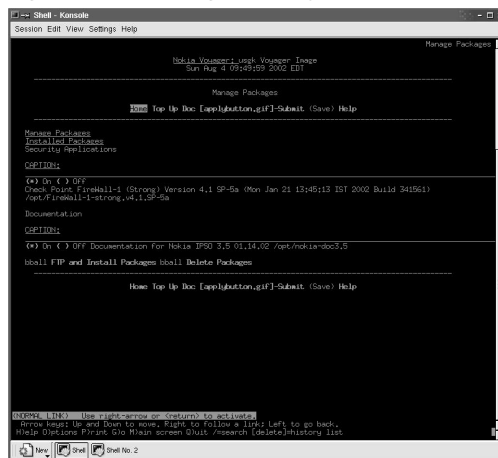 Shell - Konsole
Session Edit View Settings Help
Manage Packages
Nokia Voyager: usgk Voyager Image
Sun Aug 4 09:49:59 2002 EDT
Manage Packages
Home Top Up Doc [applybutton.gif]-Submit (Save) Help
Manage Packages
Installed Packages
Security Applications
CAPTION:
(*) On ( ) Off
Check Point FireWall-1 (Strong) Version 4.1 SP-5a (Mon Jan 21 13:45:13 IST 2002 Build 341561)
/opt/FireWall-1-strong.v4.1.SP-5a
Documentation
CAPTION:
(*) On ( ) Off Documentation for Nokia IPSO 3.5 01.14.02 /opt/nokia-doc3.5
bball FTP and Install Packages bball Delete Packages
Home Top Up Doc [applybutton.gif]-Submit (Save) Help
(NORMAL LINK) Use right-arrow or <return> to activate.
Arrow keys: Up and Down to move. Right to follow a link; Left to go back.
H)elp O)ptions P)rint G)o M)ain screen Q)uit /=search [delete]=history list
New Shell Shell No. 2